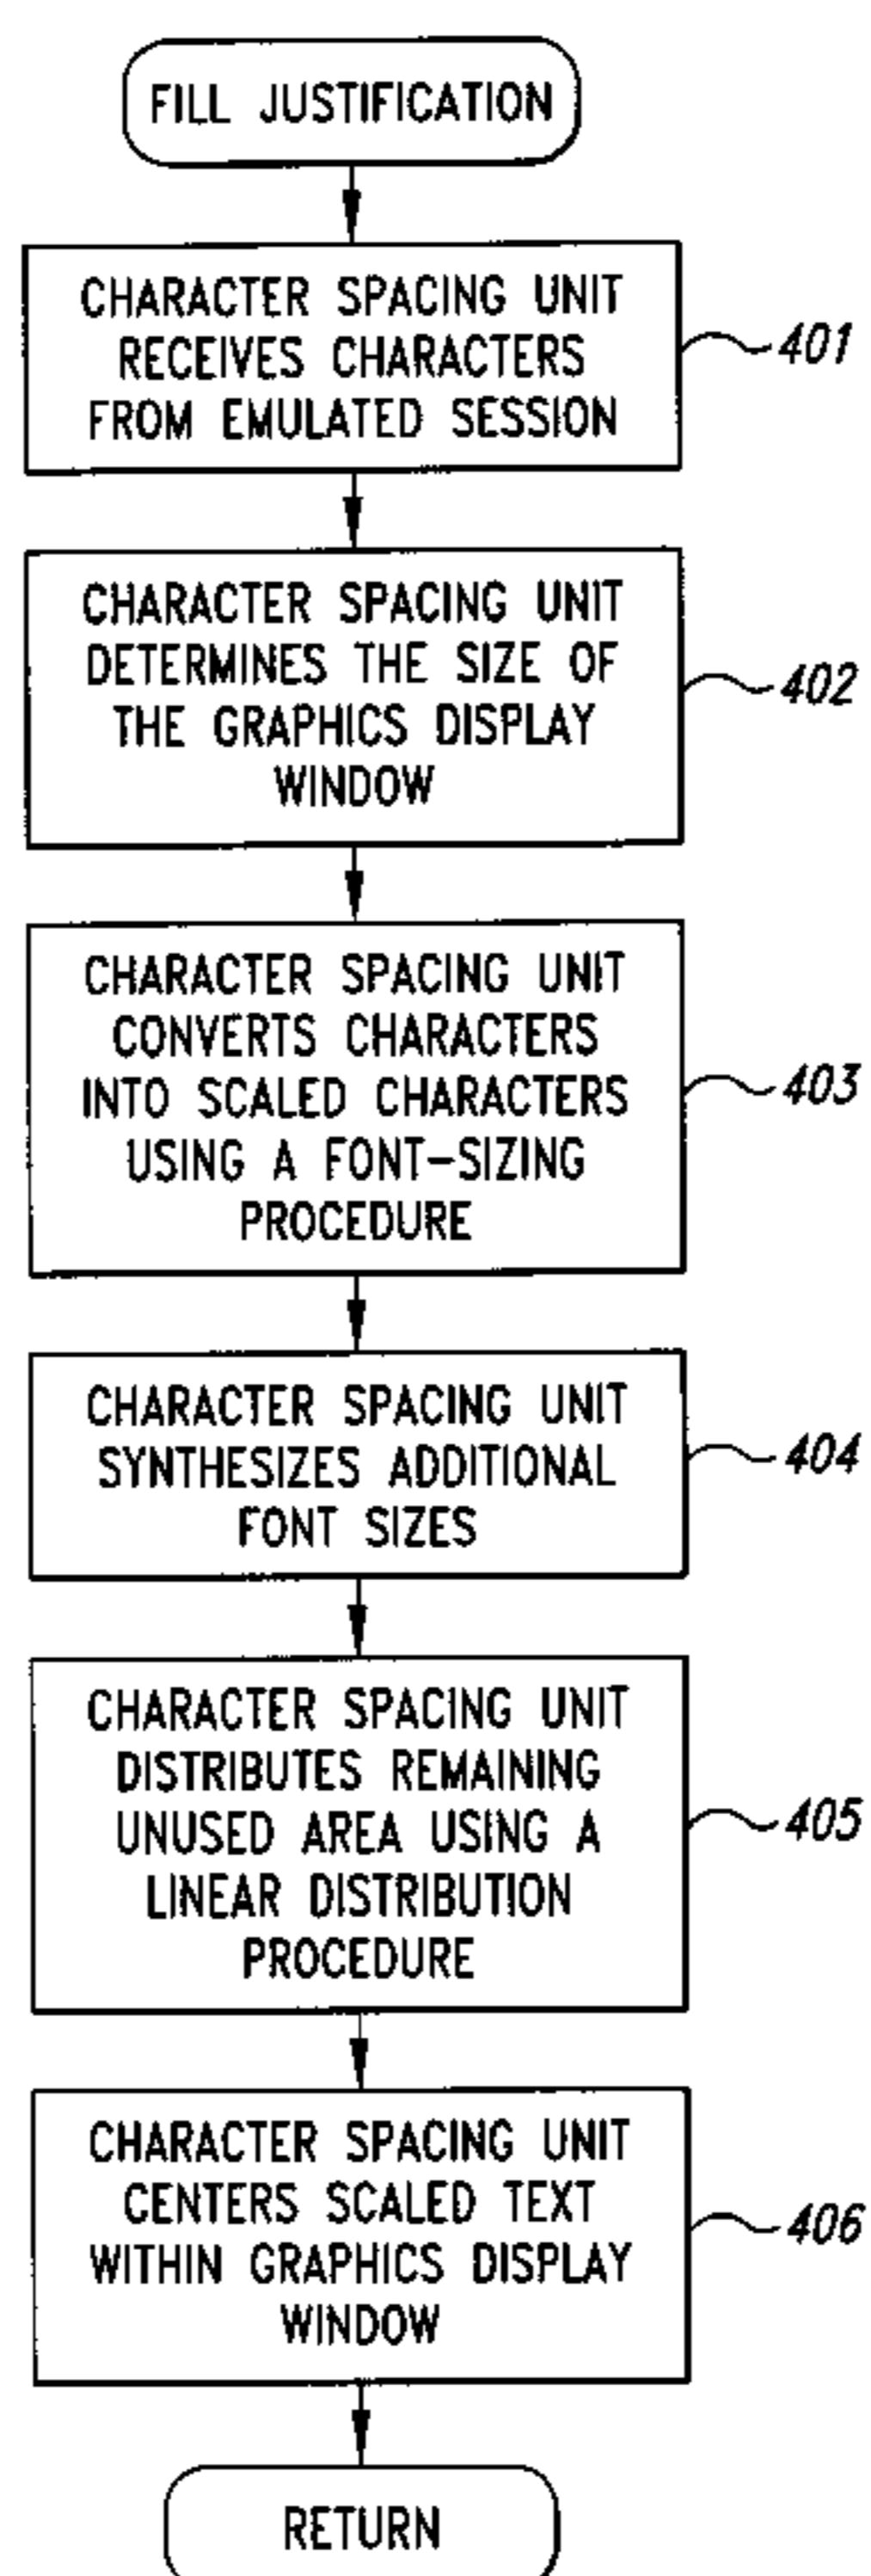 FILL JUSTIFICATION
CHARACTER SPACING UNIT
RECEIVES CHARACTERS
FROM EMULATED SESSION
401
CHARACTER SPACING UNIT
DETERMINES THE SIZE OF
THE GRAPHICS DISPLAY
WINDOW
402
CHARACTER SPACING UNIT
CONVERTS CHARACTERS
INTO SCALED CHARACTERS
USING A FONT-SIZING
PROCEDURE
403
CHARACTER SPACING UNIT
SYNTHESIZES ADDITIONAL
FONT SIZES
404
CHARACTER SPACING UNIT
DISTRIBUTES REMAINING
UNUSED AREA USING A
LINEAR DISTRIBUTION
PROCEDURE
405
CHARACTER SPACING UNIT
CENTERS SCALED TEXT
WITHIN GRAPHICS DISPLAY
WINDOW
406
RETURN